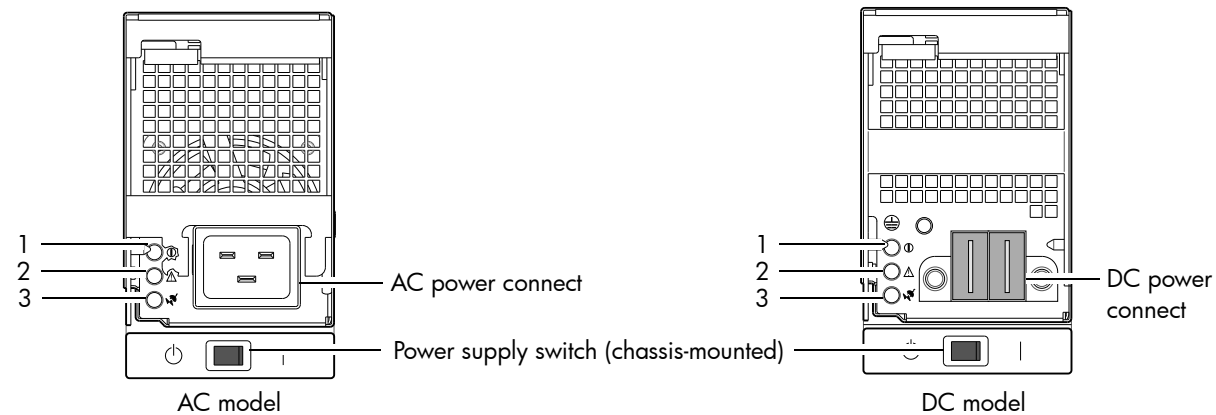 1
2
3
AC power connect
Power supply switch (chassis-mounted)
AC model
1
2
3
DC power
connect
DC model